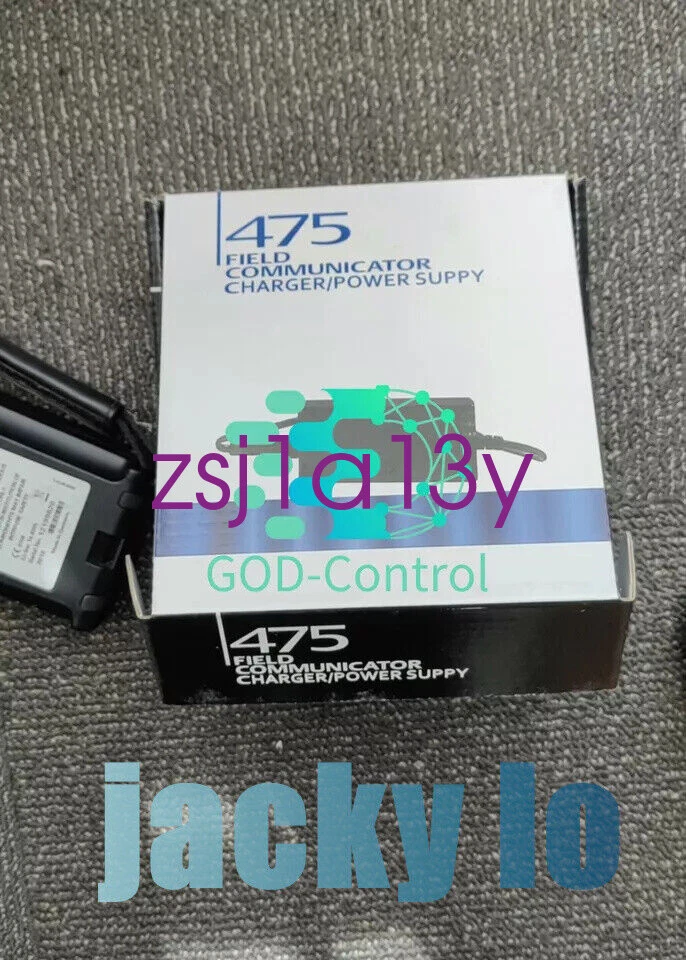 475
FIELD
COMMUNICATOR
CHARGER/POWER SUPPY
zsj1a13y
GOD-Control
475
FIELD
COMMUNICATOR
CHARGER/POWER SUPPY
jacky lo